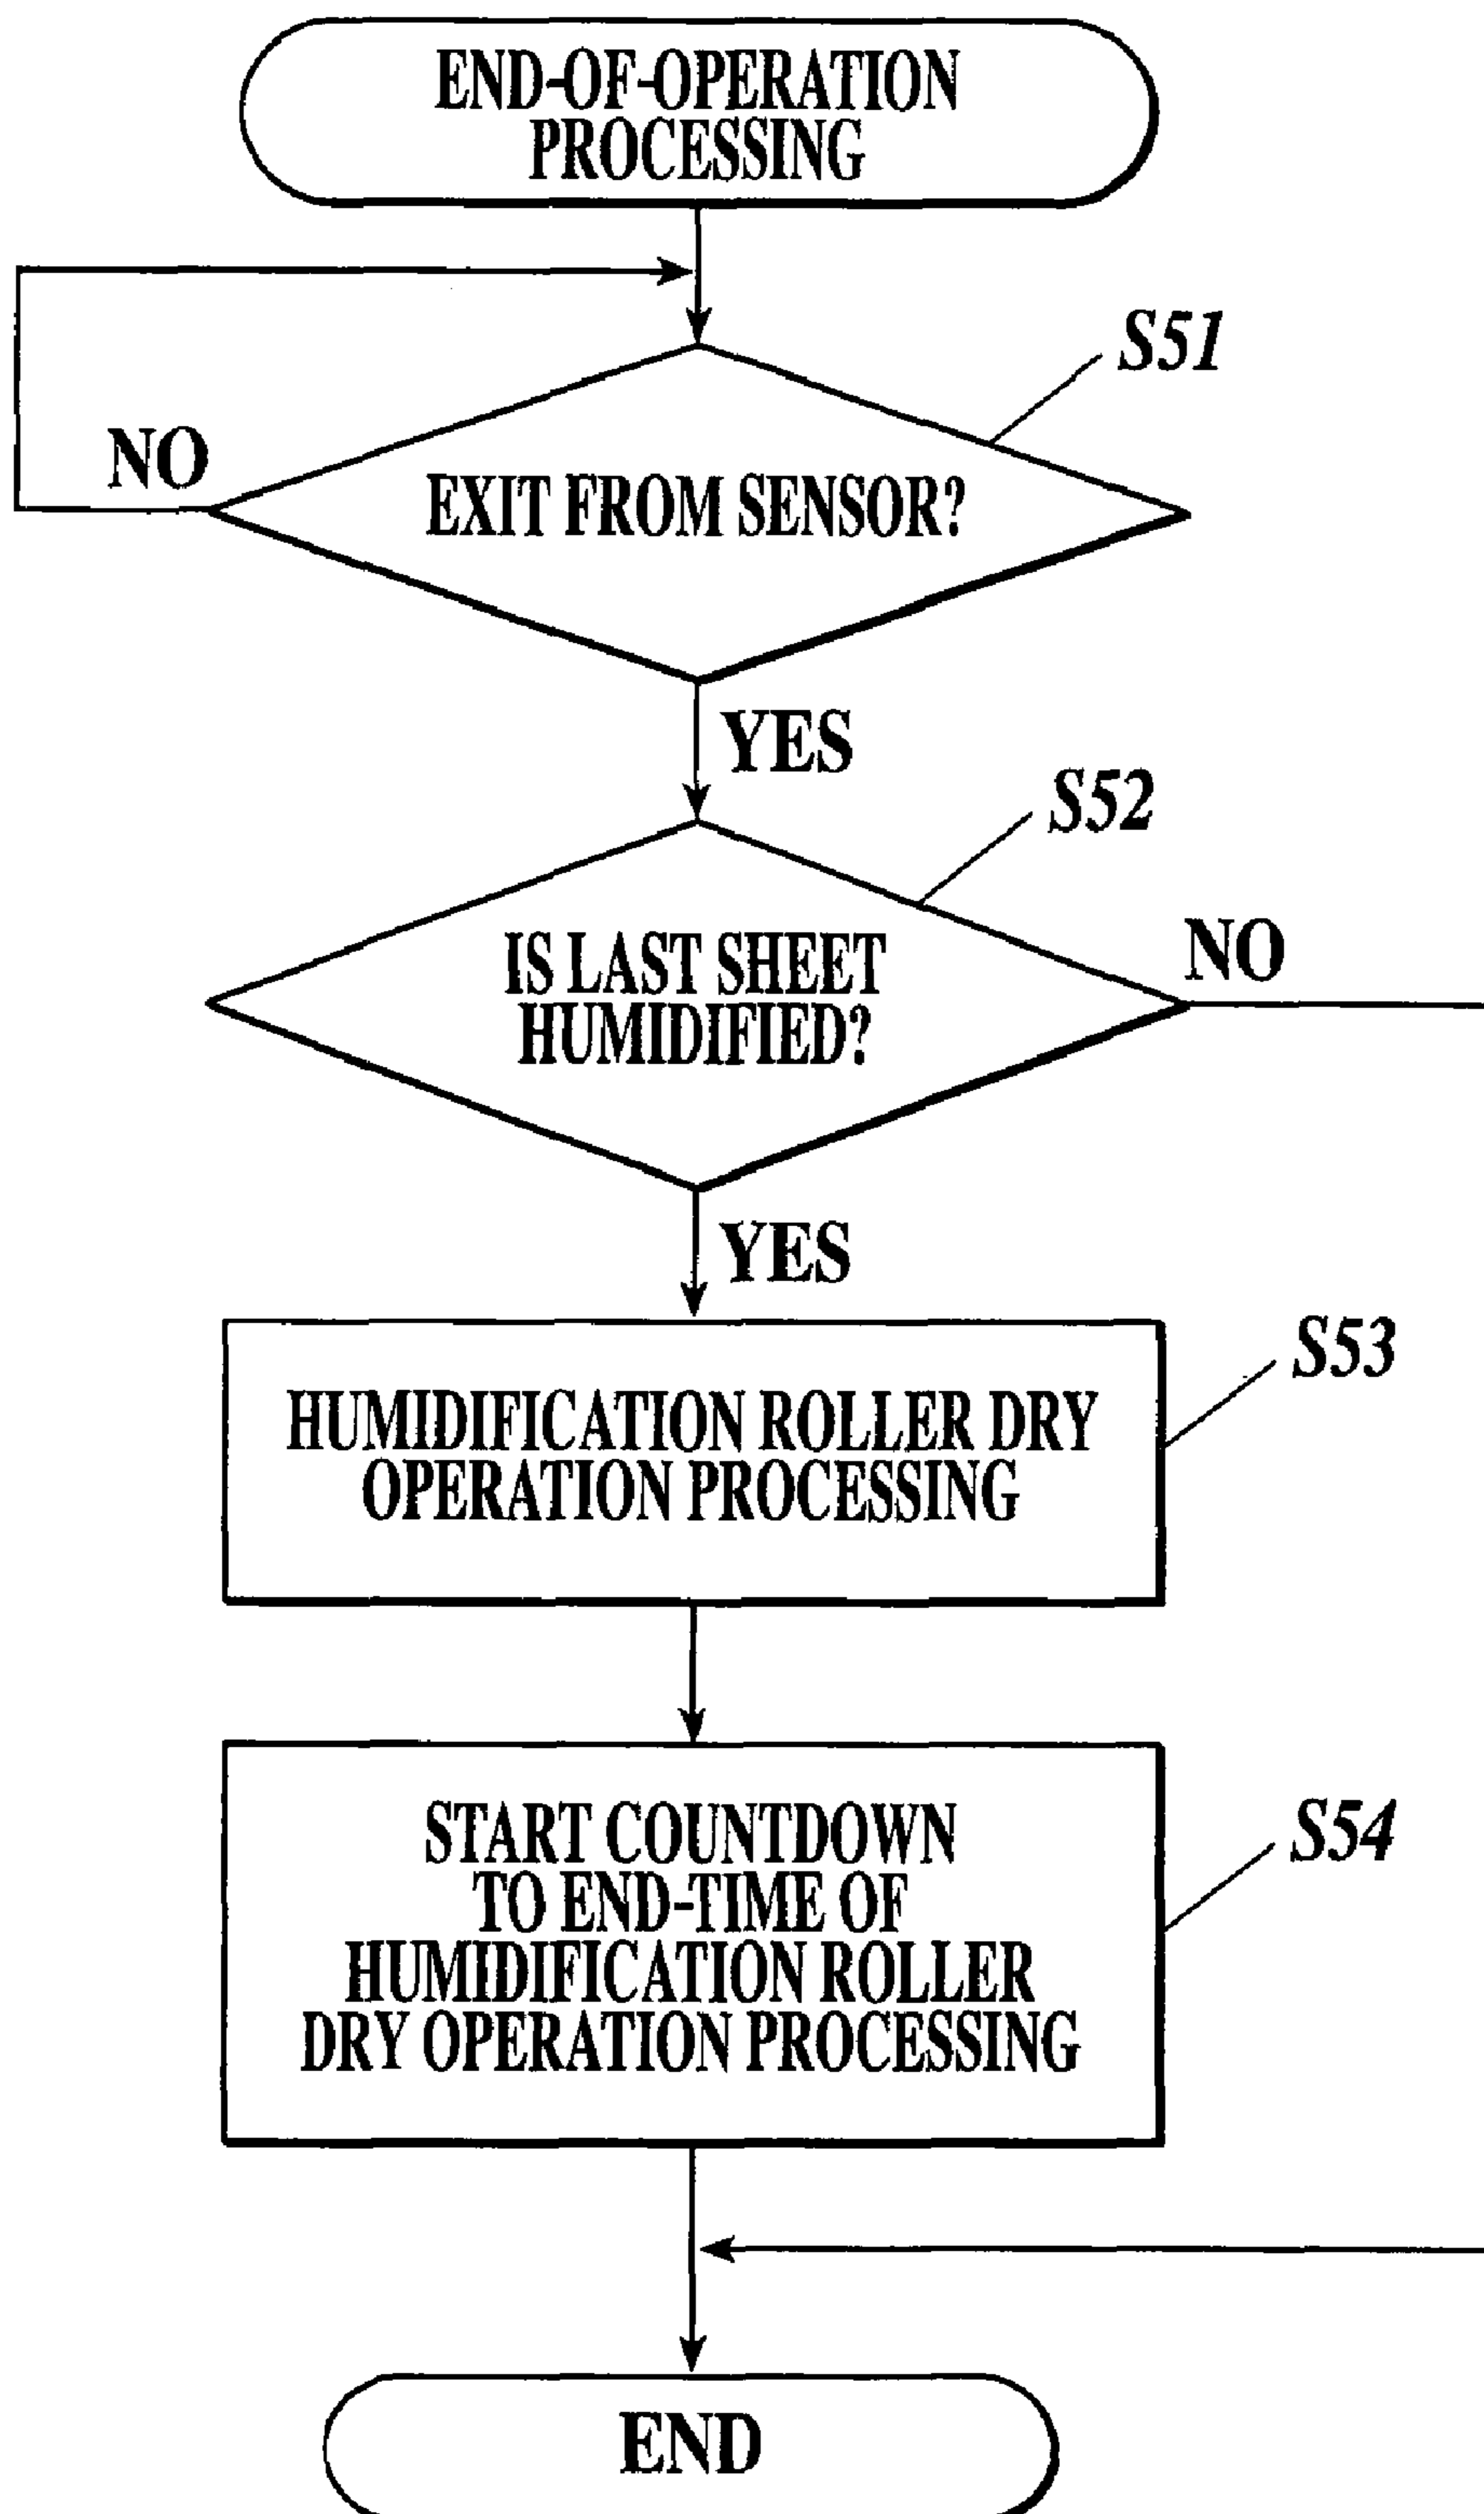 END-OF-OPERATION
PROCESSING
S51
NO
EXIT FROM SENSOR?
YES
S52
NO
IS LAST SHEET
HUMIDIFIED?
YES
S53
HUMIDIFICATION ROLLER DRY
OPERATION PROCESSING
S54
START COUNTDOWN
TO END-TIME OF
HUMIDIFICATION ROLLER
DRY OPERATION PROCESSING
END